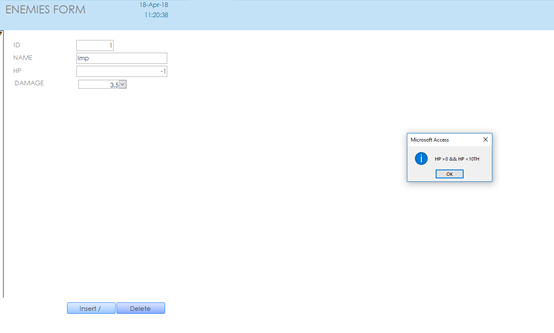 ENEMIES FORM
18-Apr-18
11:20:38
ID
1
NAME
Imp
HP
-1
DAMAGE
3,5
Microsoft Access
HP > 0 && HP < 10TH
OK
Insert /
Delete